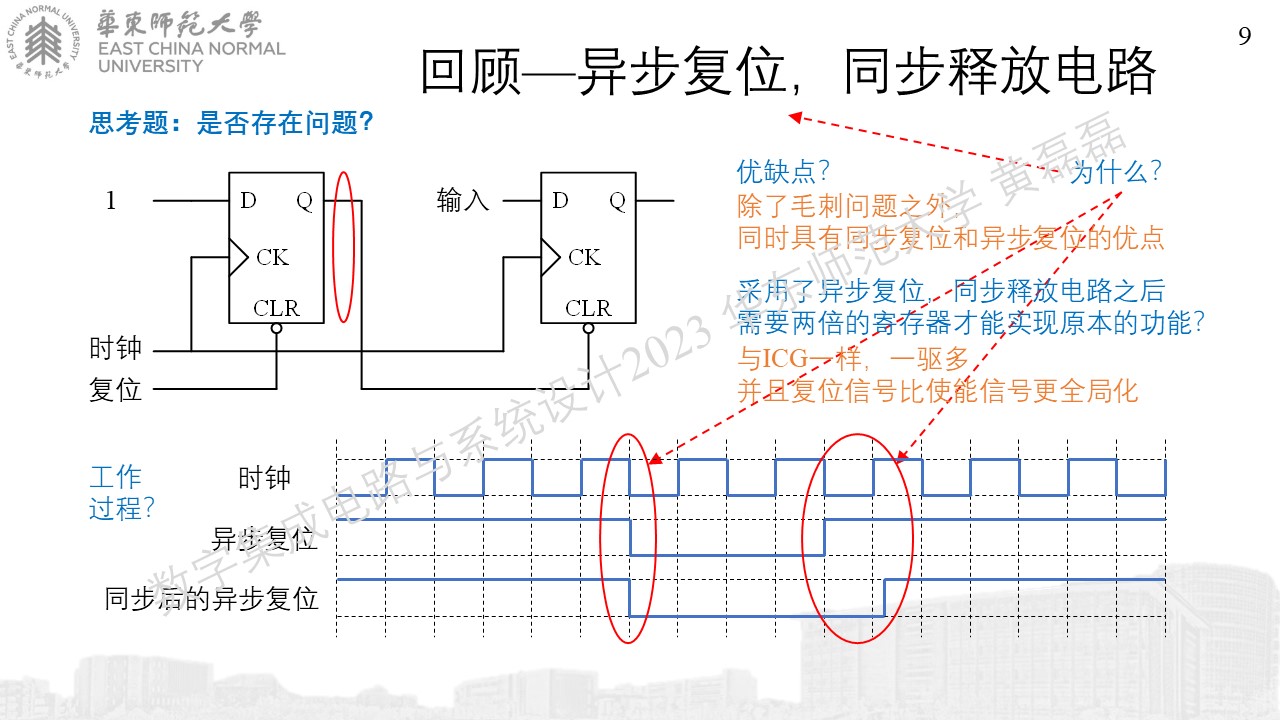 華東師範大學
EAST CHINA NORMAL
UNIVERSITY
EAST CHINA NORMAL UNIVERSITY
華東師範大學
9
回顾—异步复位，同步释放电路
思考题：是否存在问题？
优缺点？
为什么？
除了毛刺问题之外，
同时具有同步复位和异步复位的优点
采用了异步复位，同步释放电路之后
需要两倍的寄存器才能实现原本的功能？
与ICG一样，一驱多
并且复位信号比使能信号更全局化
1
D Q
CK
CLR
输入
D Q
CK
CLR
时钟
复位
工作
过程？
时钟
异步复位
同步后的异步复位
数字集成电路与系统设计2023 华东师范大学 黄磊磊